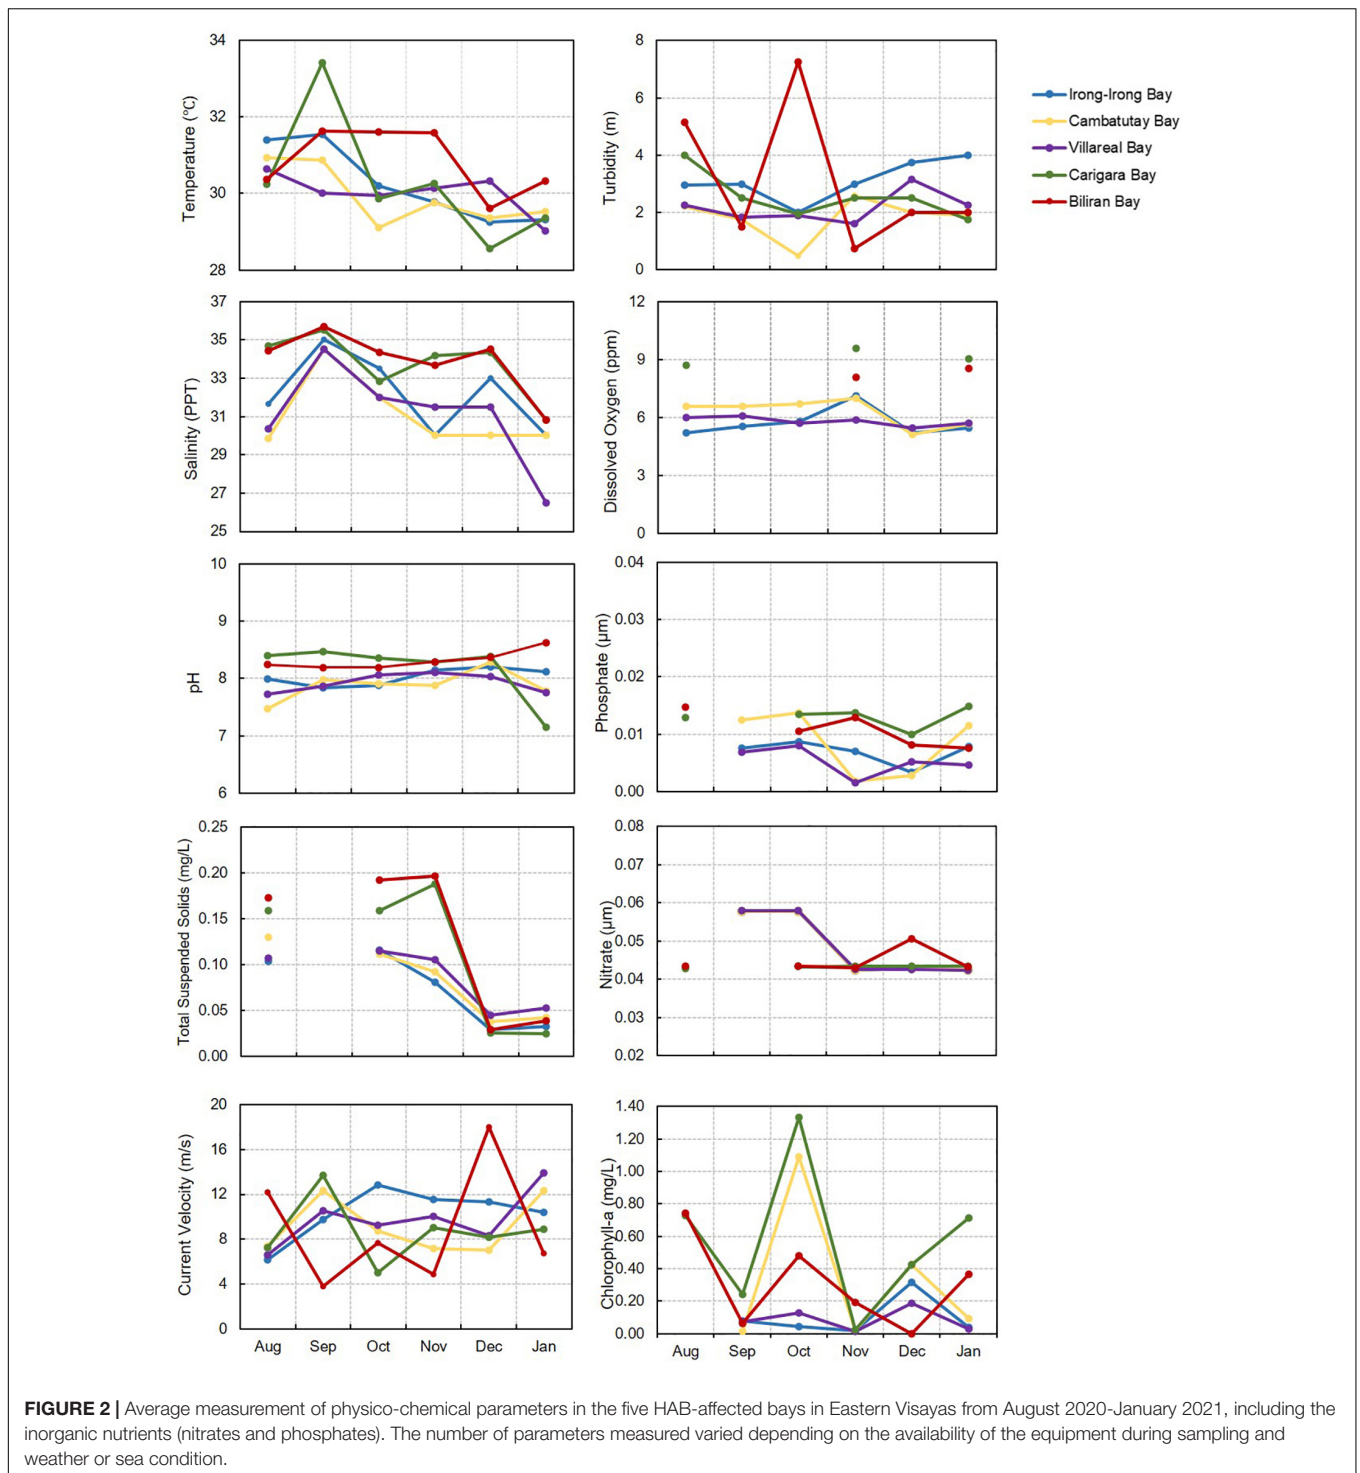 34
32
30
28
Temperature (°C)
8
6
4
2
0
Turbidity (m)
Irong-Irong Bay
Cambatutay Bay
Villareal Bay
Carigara Bay
Biliran Bay
37
35
33
31
29
27
25
Salinity (PPT)
12
9
6
3
0
Dissolved Oxygen (ppm)
10
9
8
7
6
pH
0.04
0.03
0.02
0.01
0.00
Phosphate (µm)
0.25
0.20
0.15
0.10
0.05
0.00
Total Suspended Solids (mg/L)
0.08
0.07
0.06
0.05
0.04
0.03
0.02
Nitrate (µm)
20
16
12
8
4
0
Current Velocity (m/s)
Aug Sep Oct Nov Dec Jan
1.40
1.20
1.00
0.80
0.60
0.40
0.20
0.00
Chlorophyll-a (mg/L)
Aug Sep Oct Nov Dec Jan
FIGURE 2 | Average measurement of physico-chemical parameters in the five HAB-affected bays in Eastern Visayas from August 2020-January 2021, including the
inorganic nutrients (nitrates and phosphates). The number of parameters measured varied depending on the availability of the equipment during sampling and
weather or sea condition.